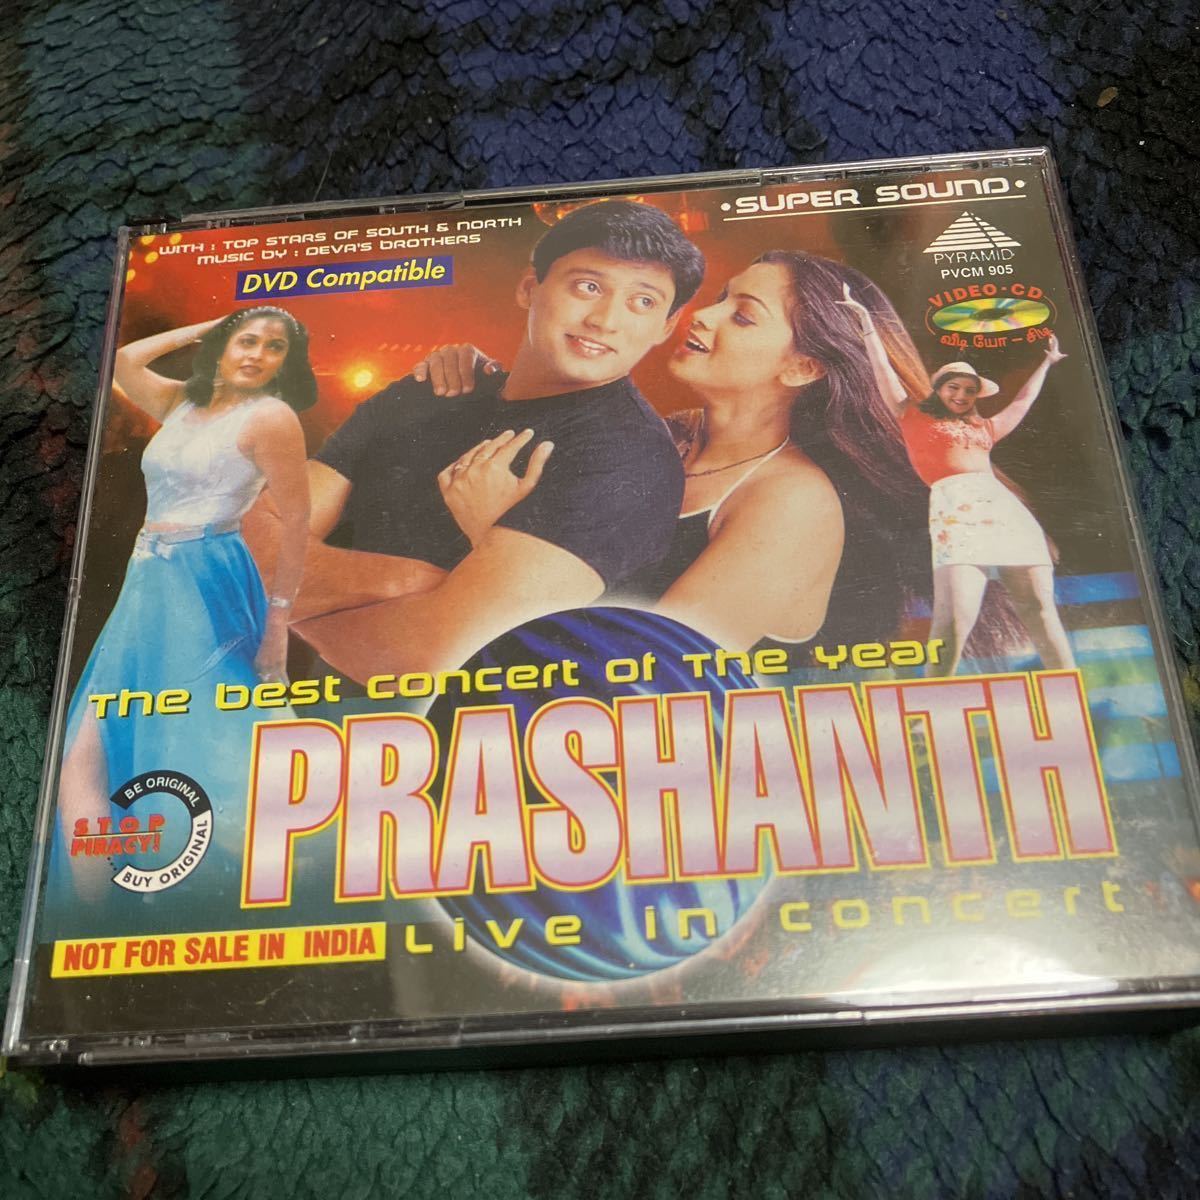 WITH : TOP STARS OF SOUTH & NORTH
MUSIC BY : DEVA'S BROTHERS
DVD Compatible
• SUPER SOUND •
PYRAMID
PVCM 905
VIDEO - CD
வீடியோ - சிடி
The Best Concert of The Year
PRASHANTH
Live in Concert
BE ORIGINAL
STOP
PIRACY!
BUY ORIGINAL
NOT FOR SALE IN INDIA